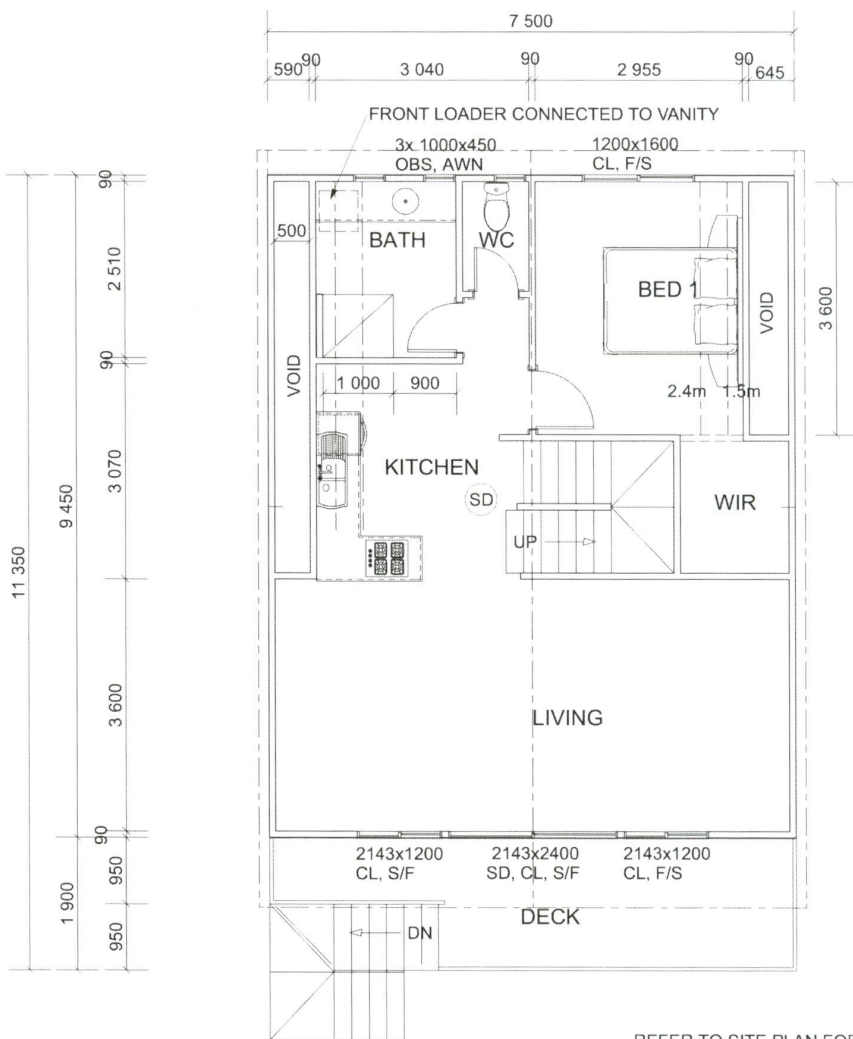 7 500
590
90
3 040
90
2 955
90
645
FRONT LOADER CONNECTED TO VANITY
3x 1000x450
OBS, AWN
1200x1600
CL, F/S
90
500
BATH
WC
BED 1
VOID
3 600
2 510
90
VOID
1 000
900
2.4m
1.5m
KITCHEN
SD
WIR
UP
3 070
9 450
11 350
3 600
LIVING
90
2143x1200
CL, S/F
2143x2400
SD, CL, S/F
2143x1200
CL, F/S
950
1 900
DECK
950
DN